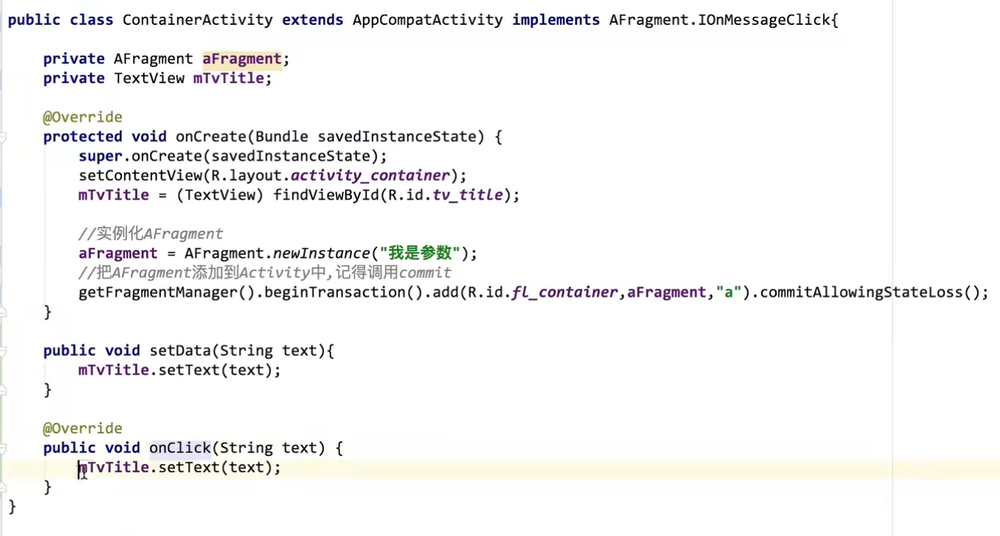 public class ContainerActivity extends AppCompatActivity implements AFragment.IOnMessageClick{
private AFragment aFragment;
private TextView mTvTitle;
@Override
protected void onCreate(Bundle savedInstanceState) {
super.onCreate(savedInstanceState);
setContentView(R.layout.activity_container);
mTvTitle = (TextView) findViewById(R.id.tv_title);
//实例化AFragment
aFragment = AFragment.newInstance("我是参数");
//把AFragment添加到Activity中,记得调用commit
getFragmentManager().beginTransaction().add(R.id.fl_container,aFragment,"a").commitAllowingStateLoss();
}
public void setData(String text){
mTvTitle.setText(text);
}
@Override
public void onClick(String text) {
mTvTitle.setText(text);
}
}